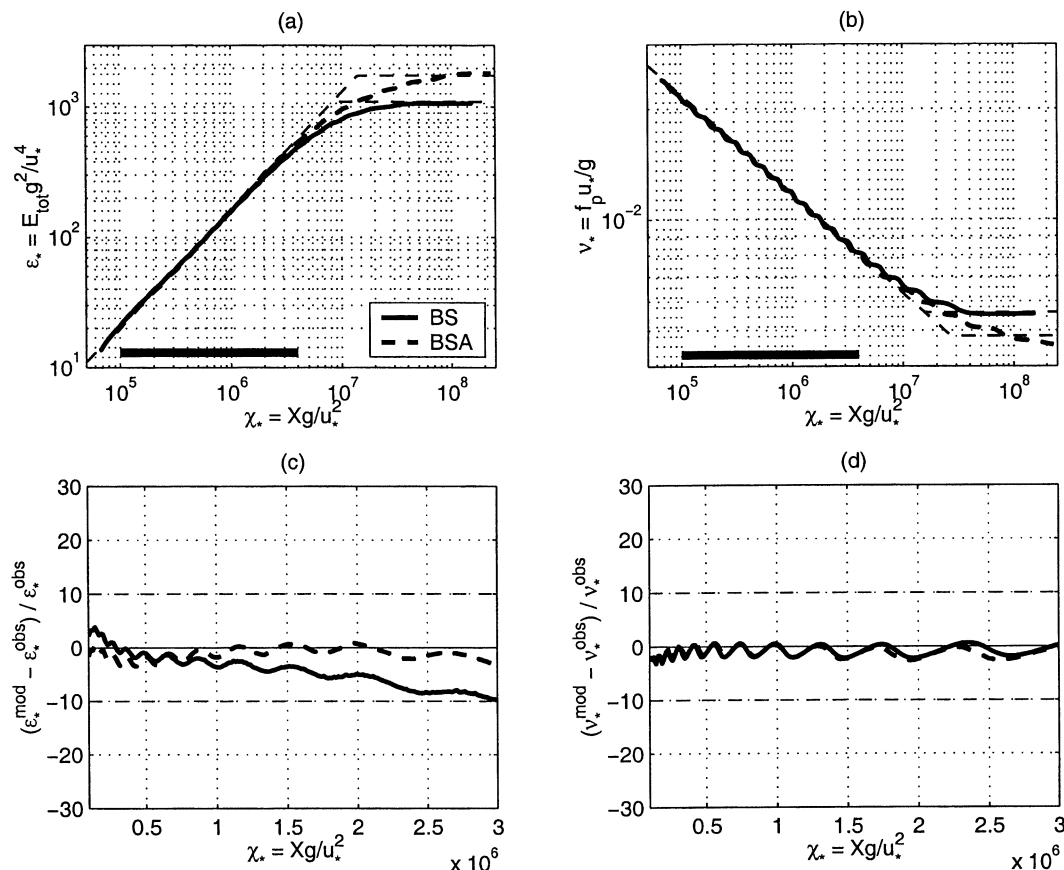 (a)
ε* = E_tot g²/u*⁴
10³
10²
10¹
BS
BSA
10⁵ 10⁶ 10⁷ 10⁸
χ* = Xg/u*²
(b)
ν* = f_p u*/g
10⁻²
10⁵ 10⁶ 10⁷ 10⁸
χ* = Xg/u*²
(c)
(ε*^mod − ε*^obs) / ε*^obs
30
20
10
0
−10
−20
−30
0.5 1 1.5 2 2.5 3
χ* = Xg/u*²
x 10⁶
(d)
(ν*^mod − ν*^obs) / ν*^obs
30
20
10
0
−10
−20
−30
0.5 1 1.5 2 2.5 3
χ* = Xg/u*²
x 10⁶